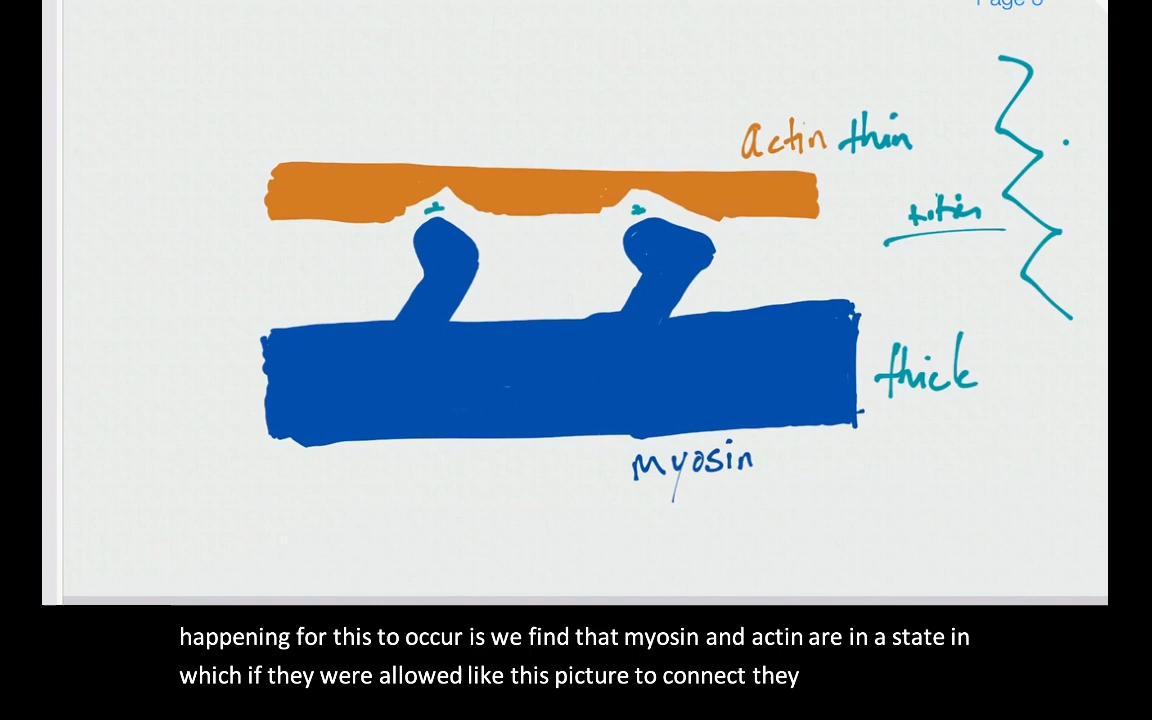 Page
actin thin
titin
thick
myosin
happening for this to occur is we find that myosin and actin are in a state in
which if they were allowed like this picture to connect they